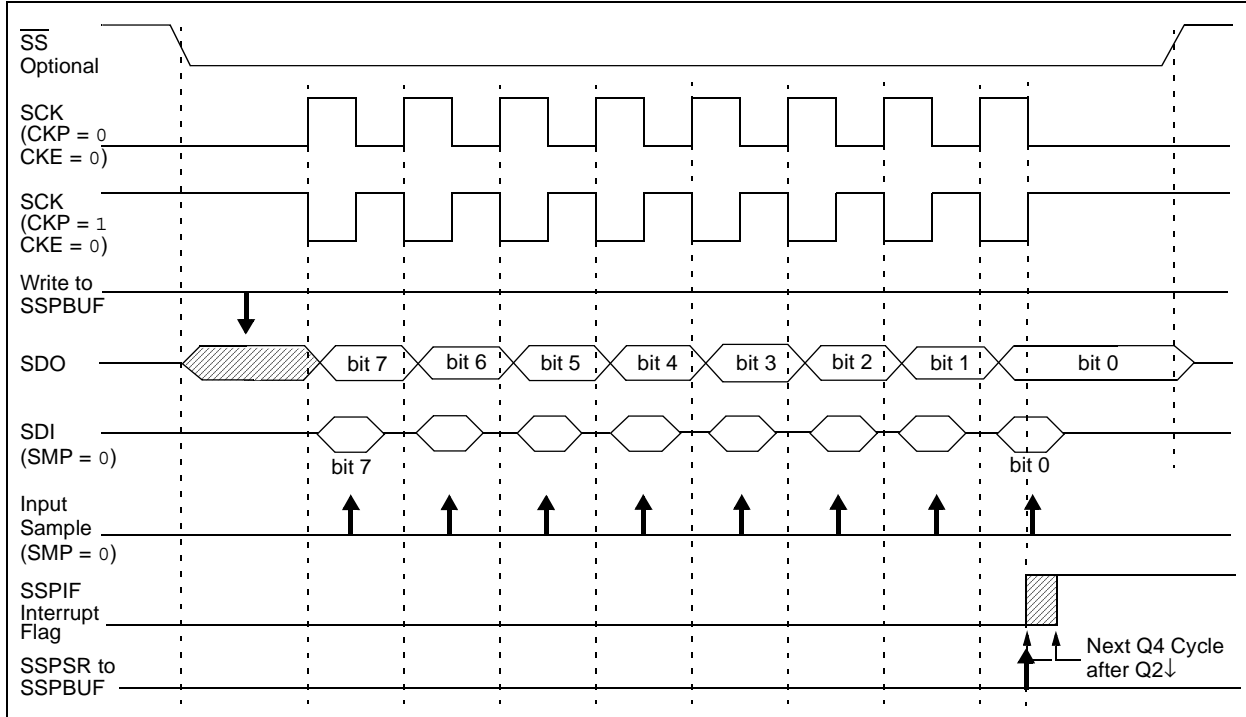 SS
Optional
SCK
(CKP = 0
CKE = 0)
SCK
(CKP = 1
CKE = 0)
Write to
SSPBUF
SDO
bit 7
bit 6
bit 5
bit 4
bit 3
bit 2
bit 1
bit 0
SDI
(SMP = 0)
bit 7
bit 0
Input
Sample
(SMP = 0)
SSPIF
Interrupt
Flag
SSPSR to
SSPBUF
Next Q4 Cycle
after Q2↓